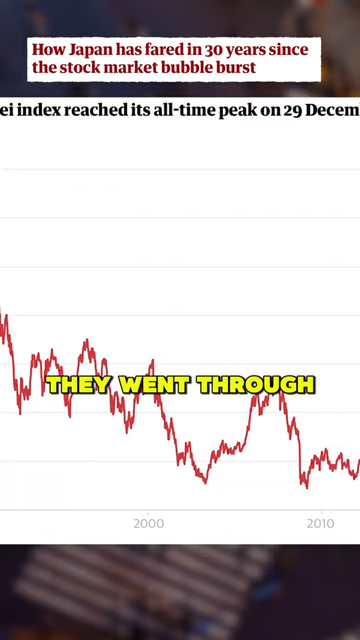 How Japan has fared in 30 years since
the stock market bubble burst
ei index reached its all-time peak on 29 Decem
THEY WENT THROUGH
2000
2010